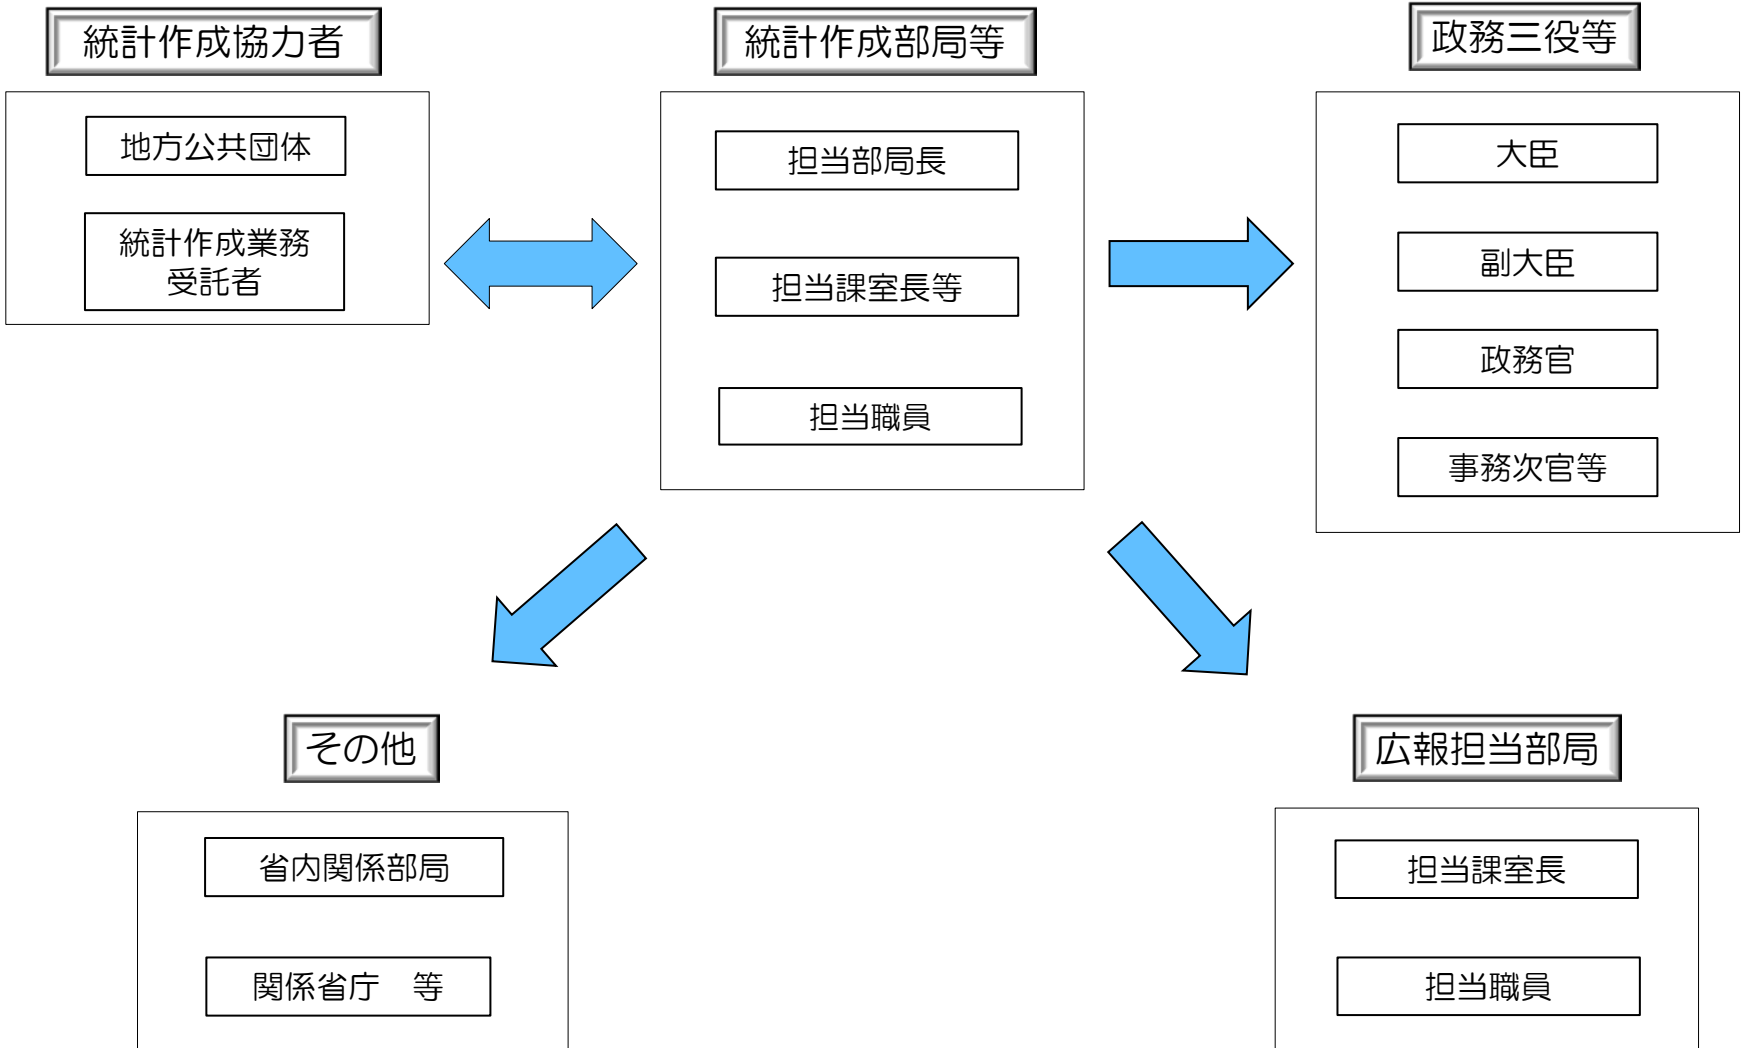 統計作成協力者
地方公共団体
統計作成業務
受託者
統計作成部局等
担当部局長
担当課室長等
担当職員
政務三役等
大臣
副大臣
政務官
事務次官等
その他
省内関係部局
関係省庁　等
広報担当部局
担当課室長
担当職員